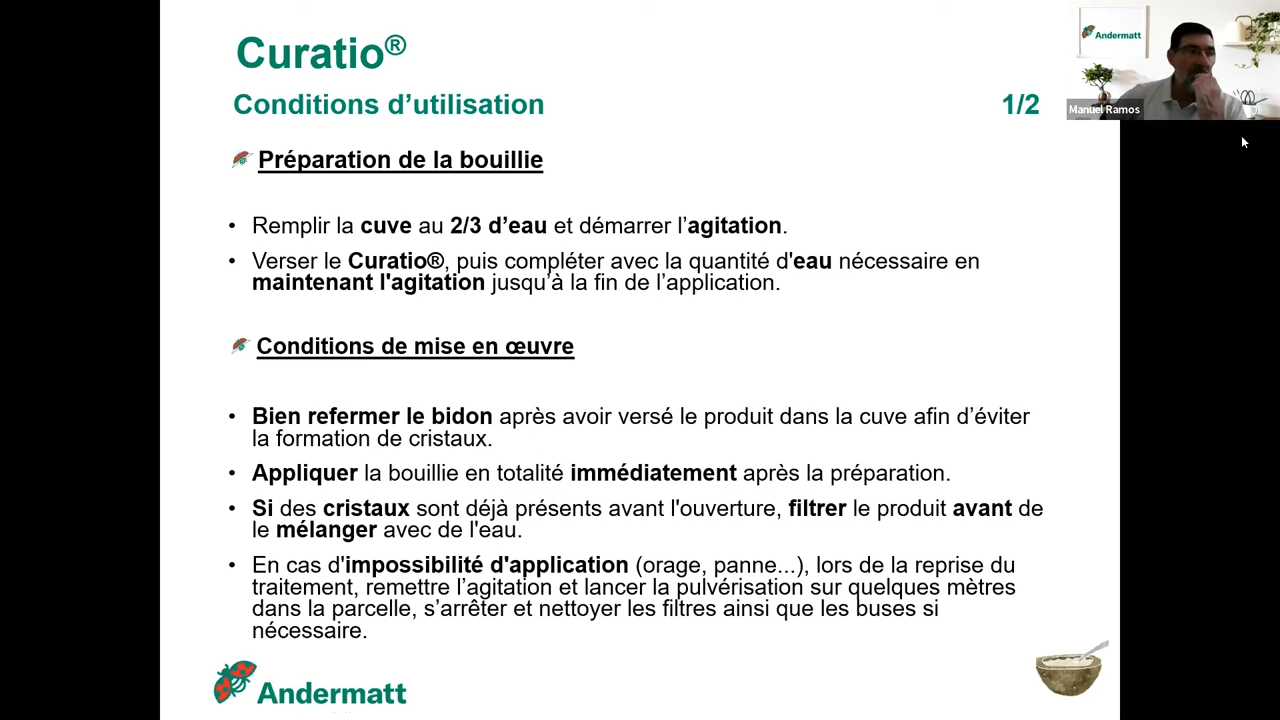 Curatio®
Conditions d’utilisation
1/2
Andermatt
Manuel Ramos
Préparation de la bouillie
• Remplir la cuve au 2/3 d’eau et démarrer l’agitation.
• Verser le Curatio®, puis compléter avec la quantité d'eau nécessaire en
maintenant l'agitation jusqu’à la fin de l’application.
Conditions de mise en œuvre
• Bien refermer le bidon après avoir versé le produit dans la cuve afin d’éviter
la formation de cristaux.
• Appliquer la bouillie en totalité immédiatement après la préparation.
• Si des cristaux sont déjà présents avant l'ouverture, filtrer le produit avant de
le mélanger avec de l'eau.
• En cas d'impossibilité d'application (orage, panne...), lors de la reprise du
traitement, remettre l’agitation et lancer la pulvérisation sur quelques mètres
dans la parcelle, s’arrêter et nettoyer les filtres ainsi que les buses si
nécessaire.
Andermatt